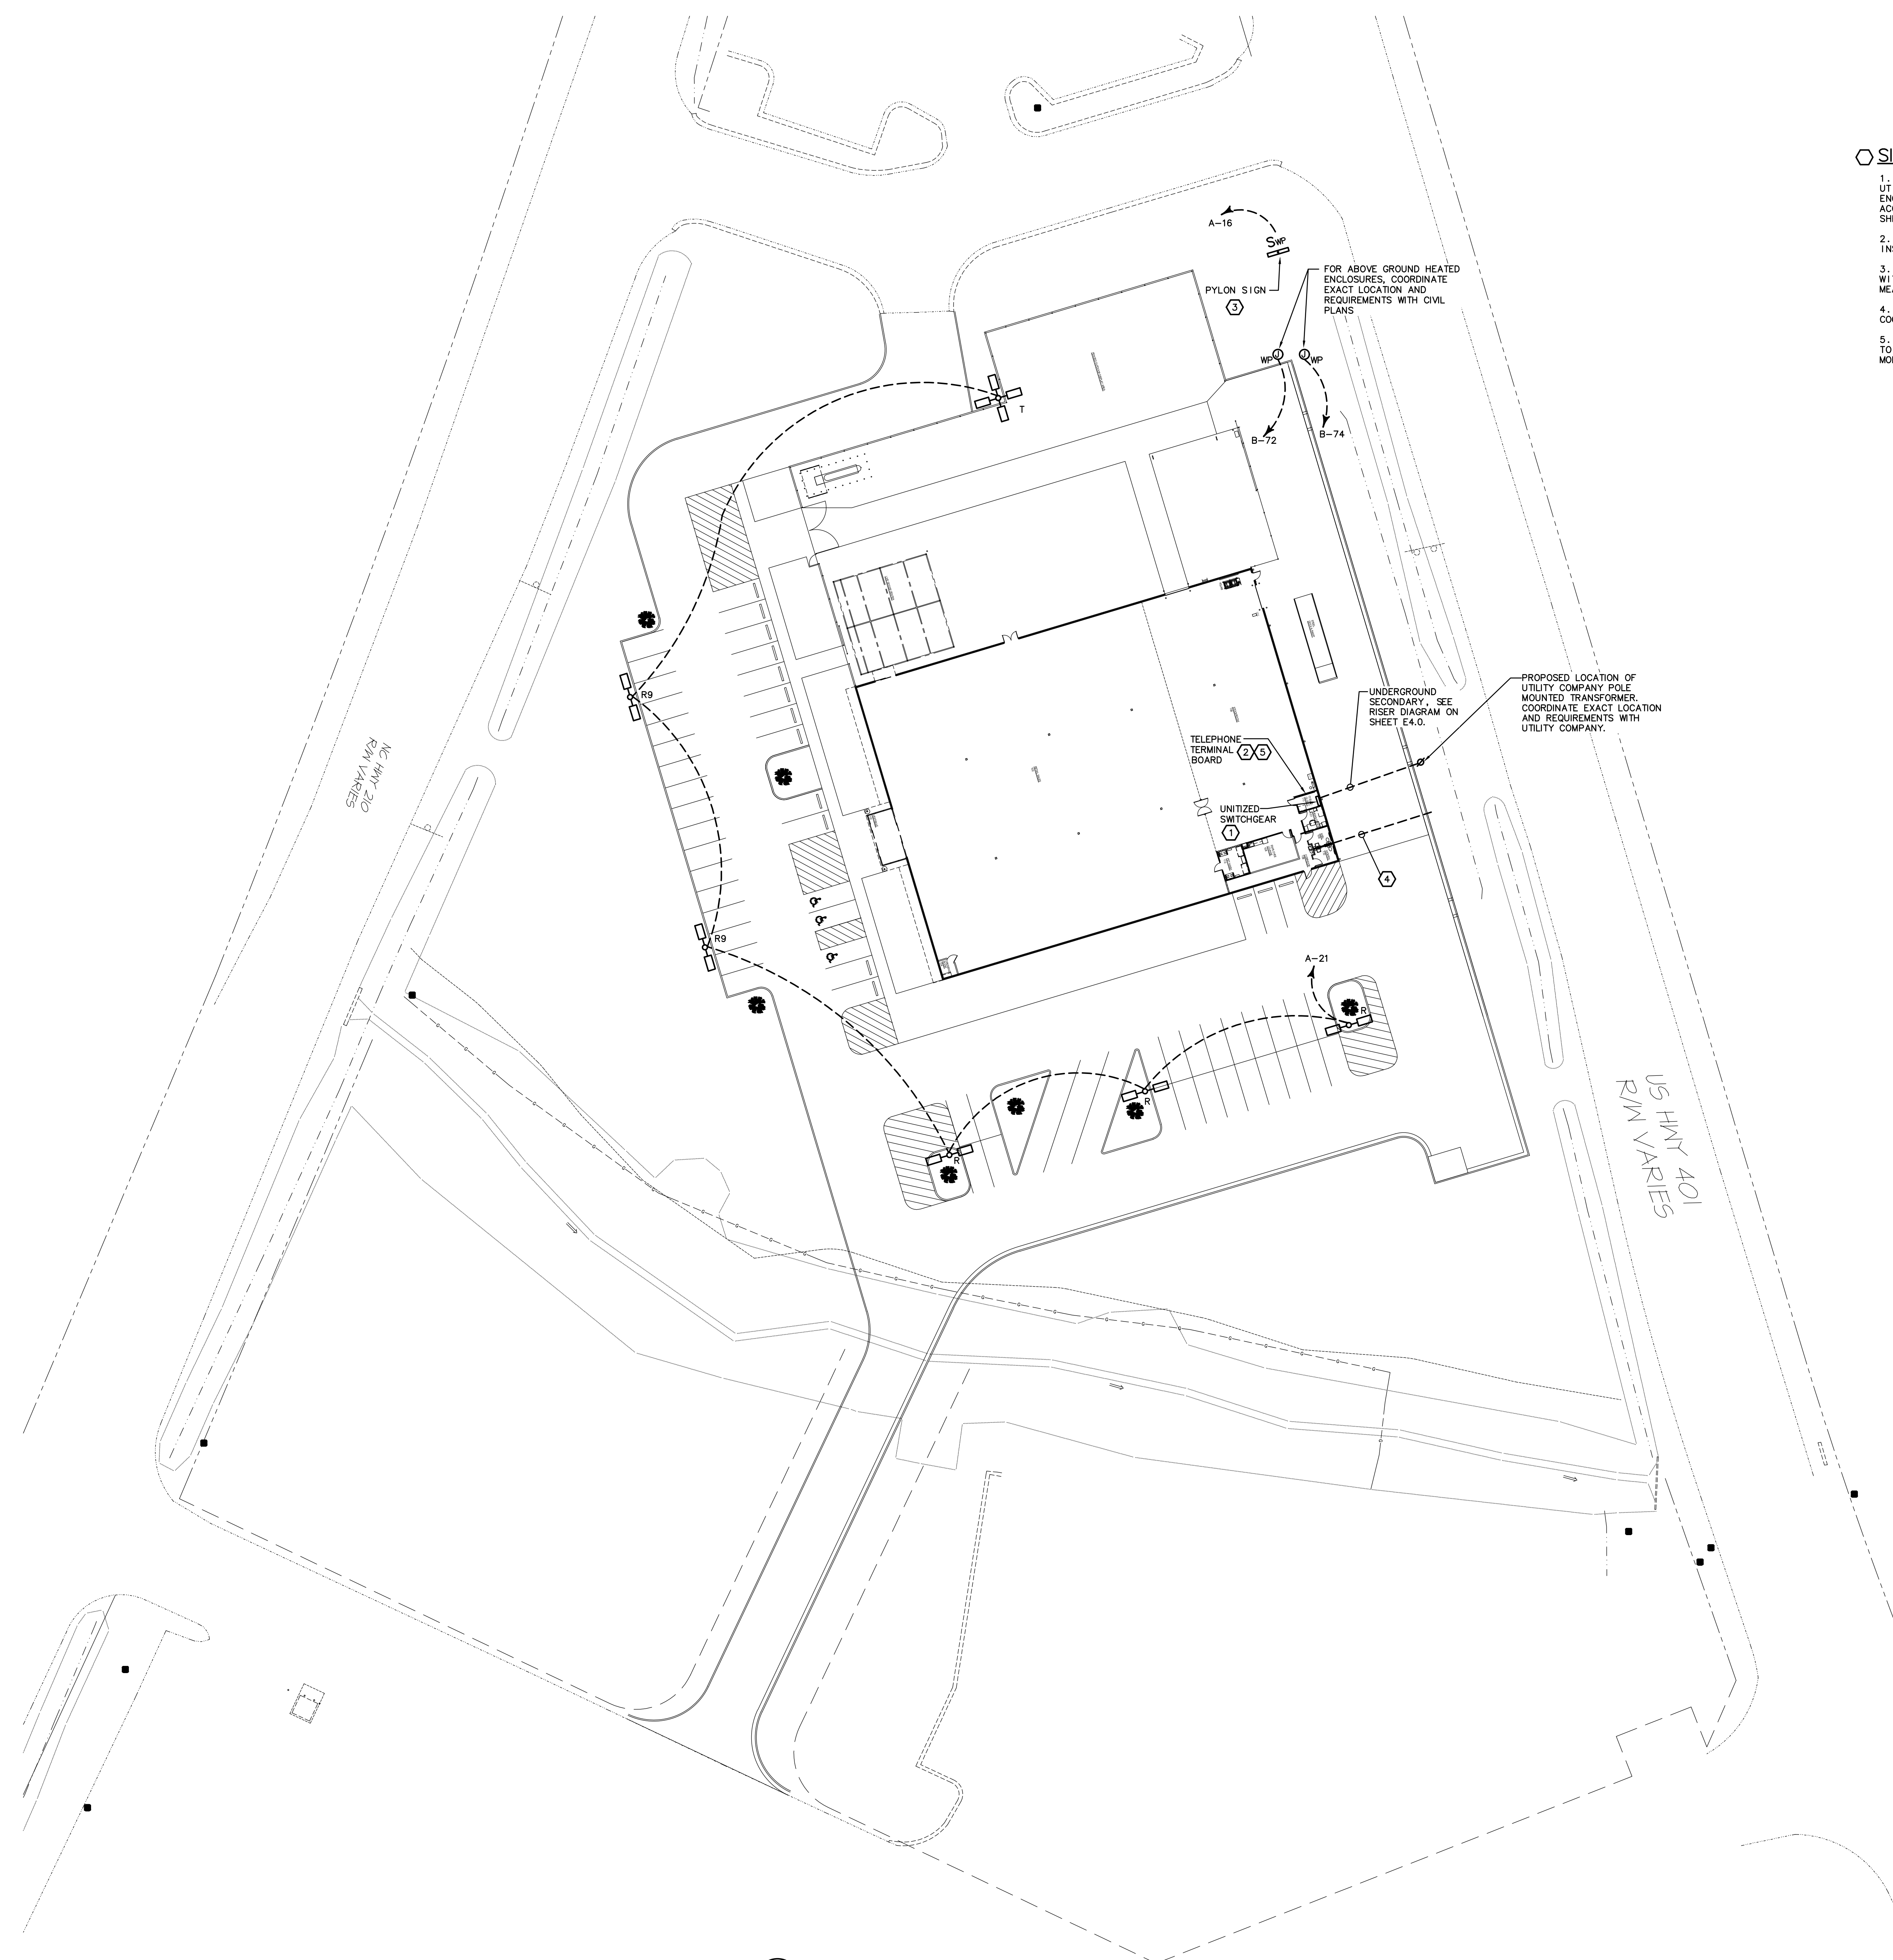 A-16
SWP
PYLON SIGN
3
FOR ABOVE GROUND HEATED
ENCLOSURES, COORDINATE
EXACT LOCATION AND
REQUIREMENTS WITH CIVIL
PLANS
WP
J
J
WP
B-72
B-74
T
R9
R9
NC HWY 210
R/W VARIES
UNDERGROUND
SECONDARY, SEE
RISER DIAGRAM ON
SHEET E4.0.
PROPOSED LOCATION OF
UTILITY COMPANY POLE
MOUNTED TRANSFORMER.
COORDINATE EXACT LOCATION
AND REQUIREMENTS WITH
UTILITY COMPANY.
TELEPHONE
TERMINAL
BOARD
2
5
UNITIZED
SWITCHGEAR
1
4
A-21
R
R
R
US HWY 401
R/W VARIES
1.
2.
3.
4.
5.
TO